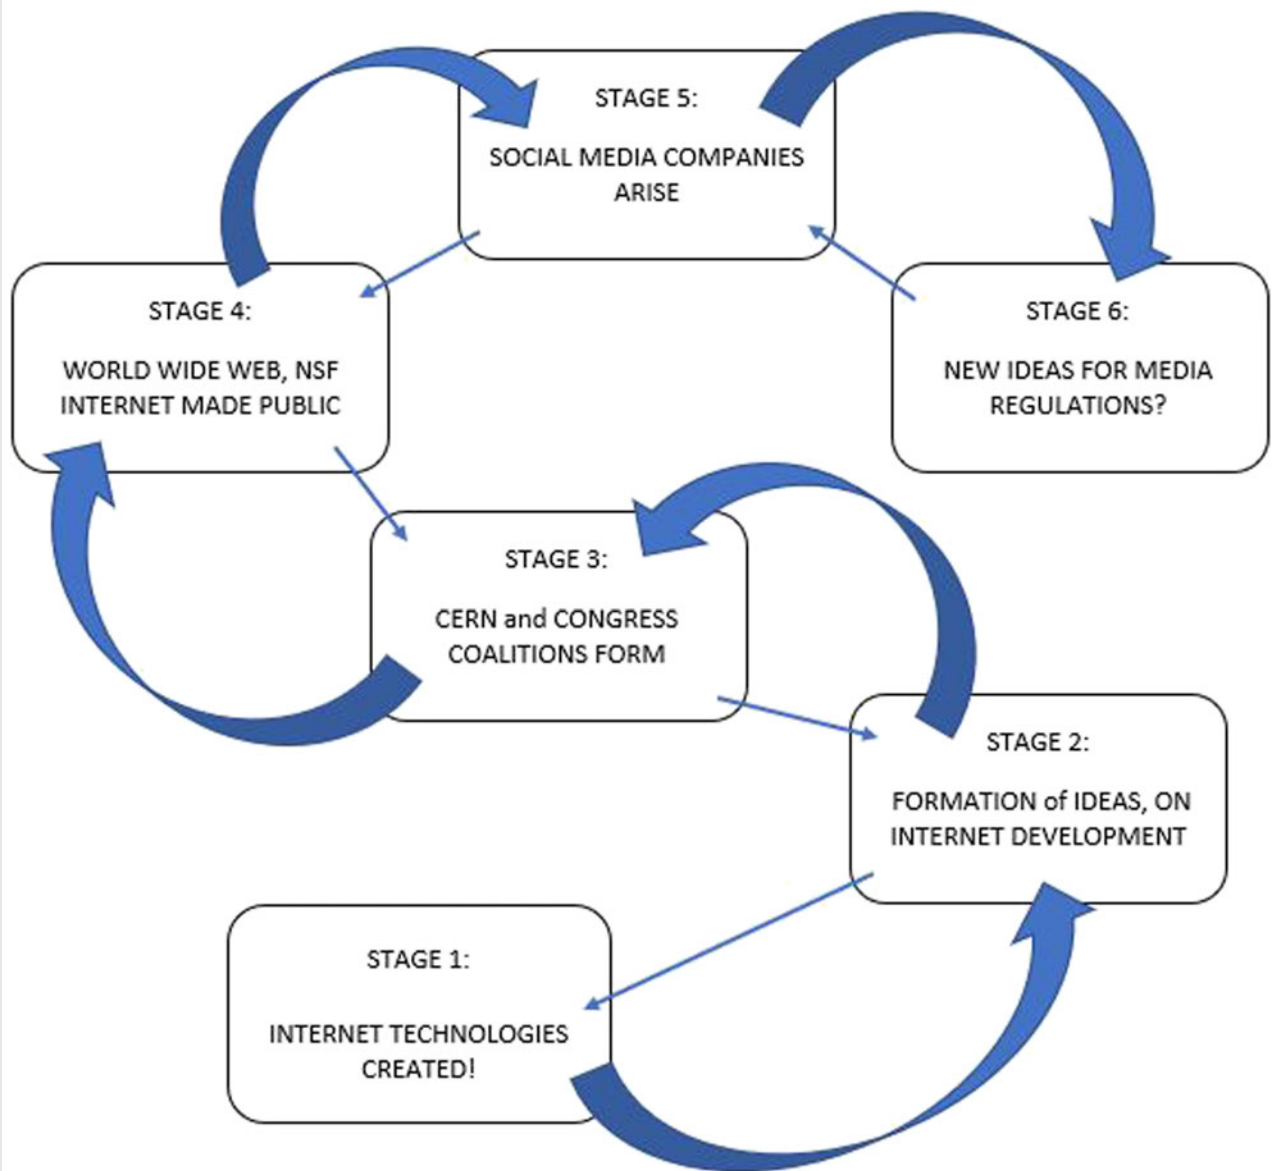 STAGE 5:
SOCIAL MEDIA COMPANIES
ARISE
STAGE 4:
WORLD WIDE WEB, NSF
INTERNET MADE PUBLIC
STAGE 6:
NEW IDEAS FOR MEDIA
REGULATIONS?
STAGE 3:
CERN and CONGRESS
COALITIONS FORM
STAGE 2:
FORMATION of IDEAS, ON
INTERNET DEVELOPMENT
STAGE 1:
INTERNET TECHNOLOGIES
CREATED!